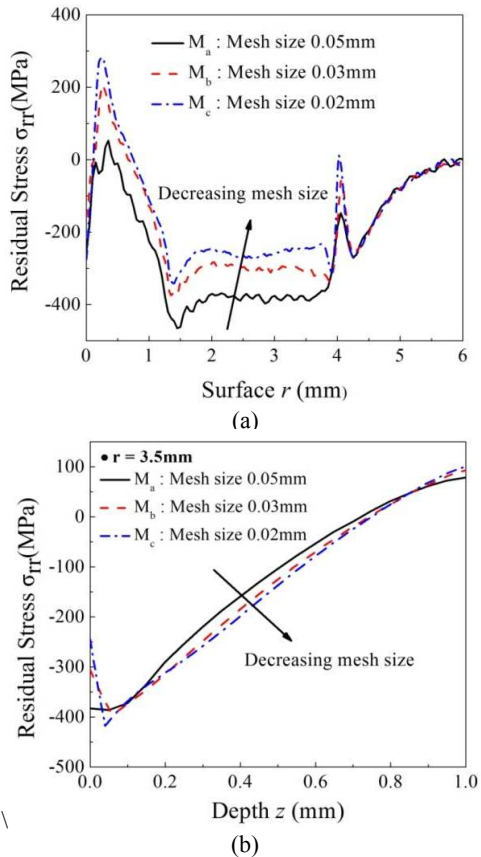 400
200
0
-200
-400
Residual Stress σrr(MPa)
Ma : Mesh size 0.05mm
Mb : Mesh size 0.03mm
Mc : Mesh size 0.02mm
Decreasing mesh size
0 1 2 3 4 5 6
Surface r (mm)
(a)
100
0
-100
-200
-300
-400
-500
Residual Stress σrr(MPa)
• r = 3.5mm
Ma : Mesh size 0.05mm
Mb : Mesh size 0.03mm
Mc : Mesh size 0.02mm
Decreasing mesh size
0.0 0.2 0.4 0.6 0.8 1.0
Depth z (mm)
\
(b)